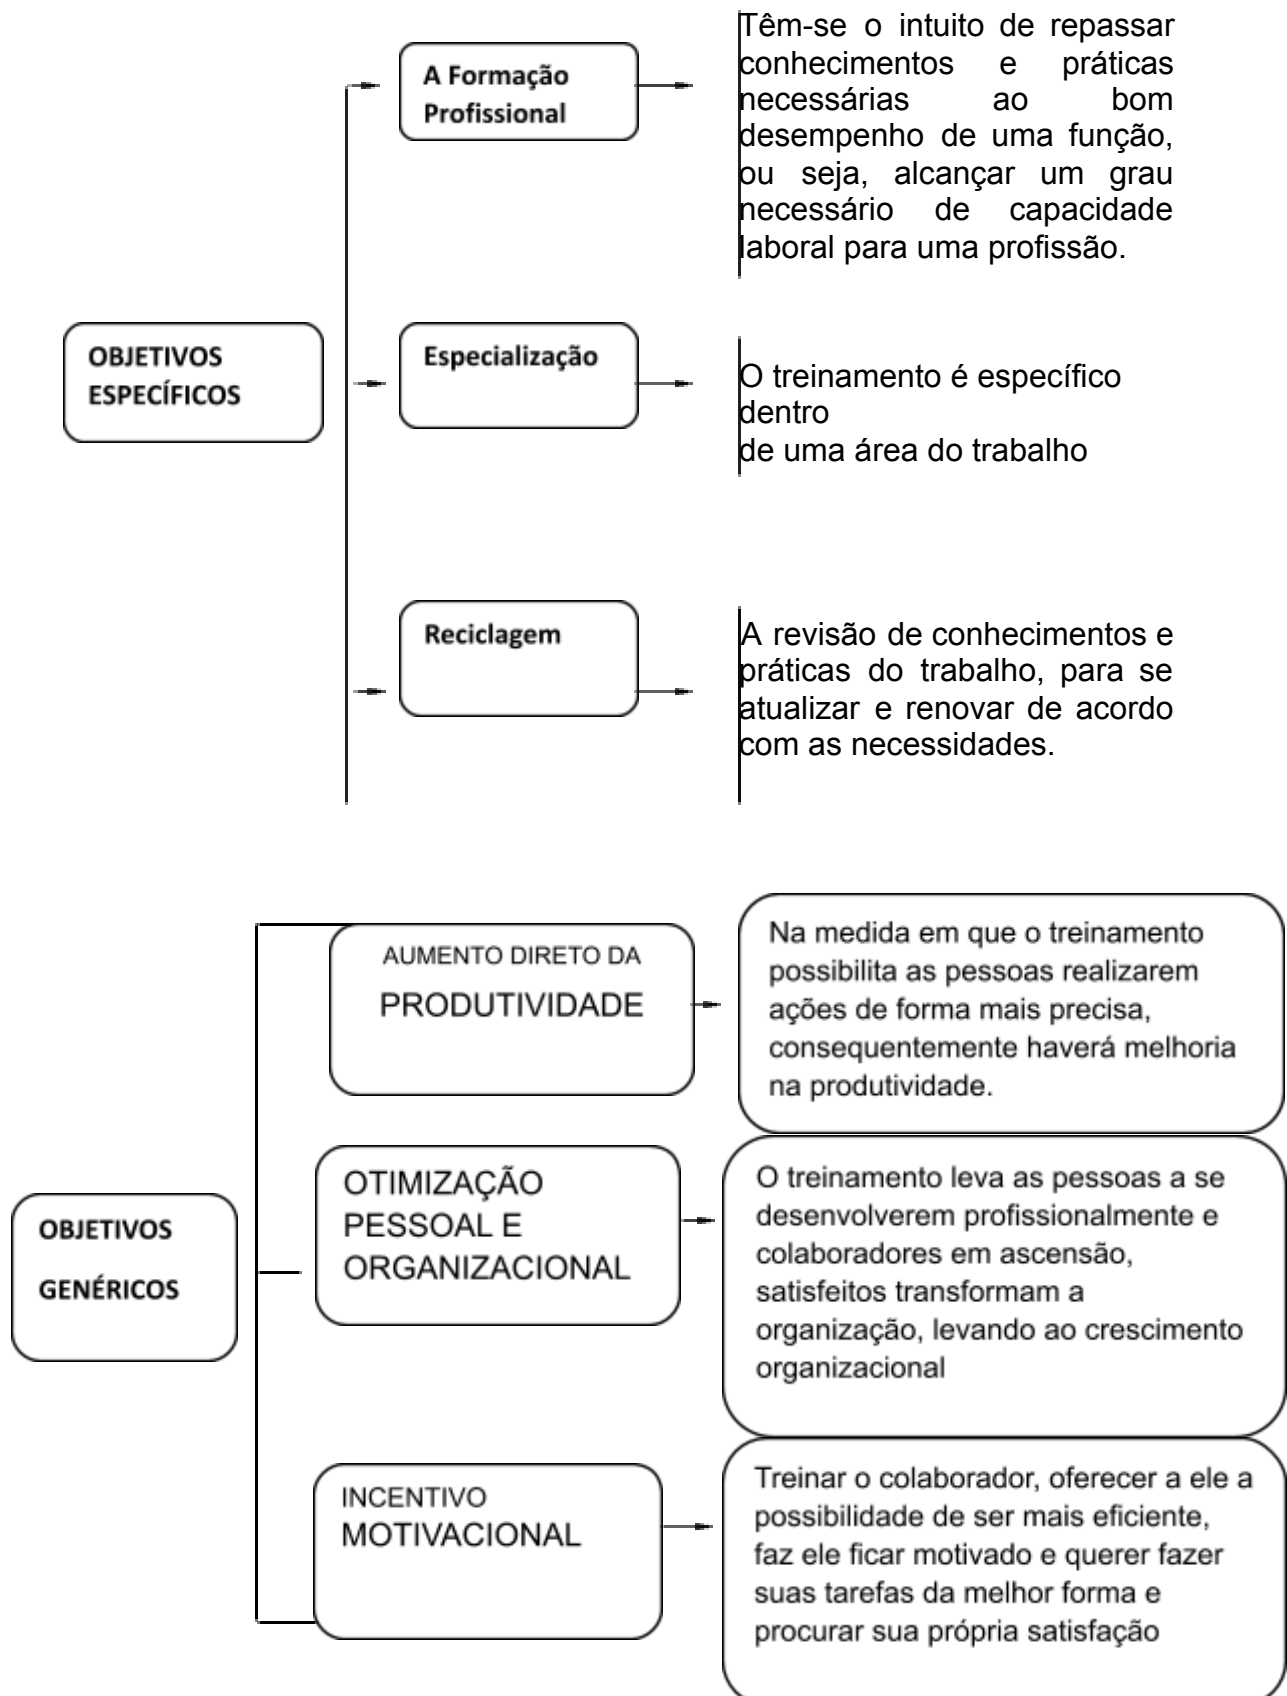 A Formação
Profissional
Têm-se o intuito de repassar
conhecimentos e práticas
necessárias ao bom
desempenho de uma função,
ou seja, alcançar um grau
necessário de capacidade
laboral para uma profissão.
OBJETIVOS
ESPECÍFICOS
Especialização
O treinamento é específico
dentro
de uma área do trabalho
Reciclagem
A revisão de conhecimentos e
práticas do trabalho, para se
atualizar e renovar de acordo
com as necessidades.
AUMENTO DIRETO DA
PRODUTIVIDADE
Na medida em que o treinamento
possibilita as pessoas realizarem
ações de forma mais precisa,
consequentemente haverá melhoria
na produtividade.
OBJETIVOS
GENÉRICOS
OTIMIZAÇÃO
PESSOAL E
ORGANIZACIONAL
O treinamento leva as pessoas a se
desenvolverem profissionalmente e
colaboradores em ascensão,
satisfeitos transformam a
organização, levando ao crescimento
organizacional
INCENTIVO
MOTIVACIONAL
Treinar o colaborador, oferecer a ele a
possibilidade de ser mais eficiente,
faz ele ficar motivado e querer fazer
suas tarefas da melhor forma e
procurar sua própria satisfação